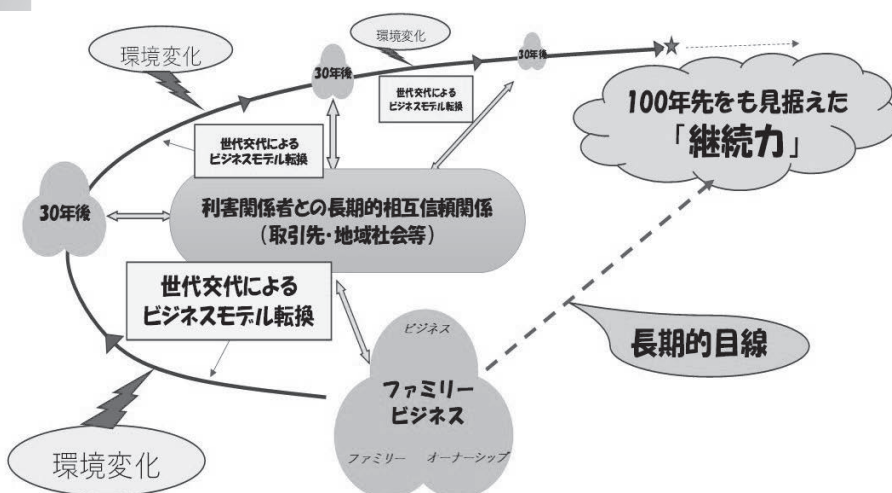 環境変化
環境変化
30年後
30年後
世代交代による
ビジネスモデル転換
100年先をも見据えた
「継続力」
世代交代による
ビジネスモデル転換
30年後
利害関係者との長期的相互信頼関係
（取引先・地域社会等）
世代交代による
ビジネスモデル転換
ビジネス
長期的目線
ファミリー
ビジネス
ファミリー
オーナーシップ
環境変化